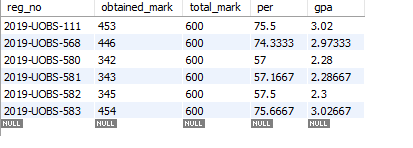 reg_no obtained_mark total_mark per gpa
2019-UOBS-111 453 600 75.5 3.02
2019-UOBS-568 446 600 74.3333 2.97333
2019-UOBS-580 342 600 57 2.28
2019-UOBS-581 343 600 57.1667 2.28667
2019-UOBS-582 345 600 57.5 2.3
2019-UOBS-583 454 600 75.6667 3.02667
NULL NULL NULL NULL NULL